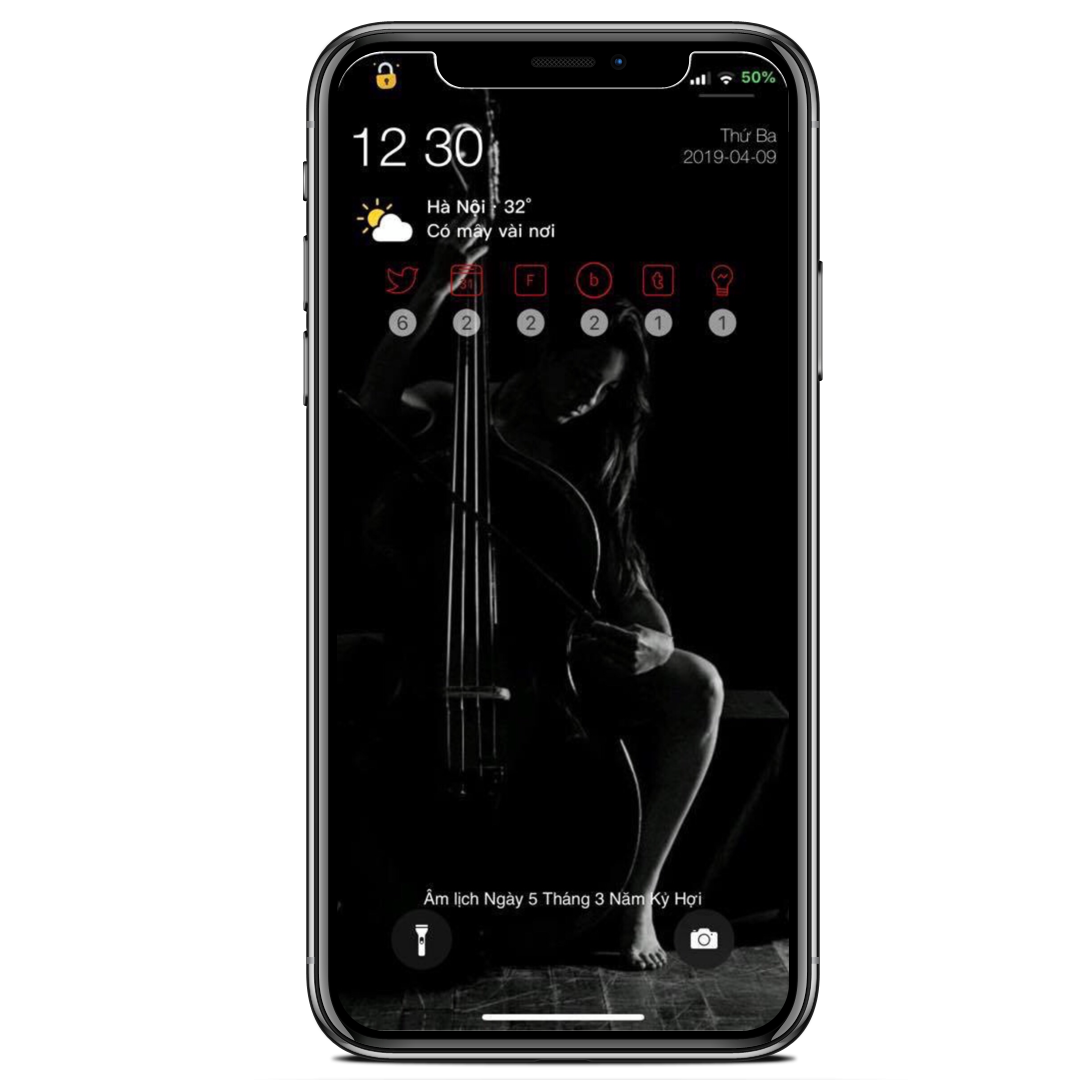 50%
12 30
Thứ Ba
2019-04-09
Hà Nội · 32°
Có mây vài nơi
31 F b t
6 2 2 2 1 1
Âm lịch Ngày 5 Tháng 3 Năm Kỷ Hợi